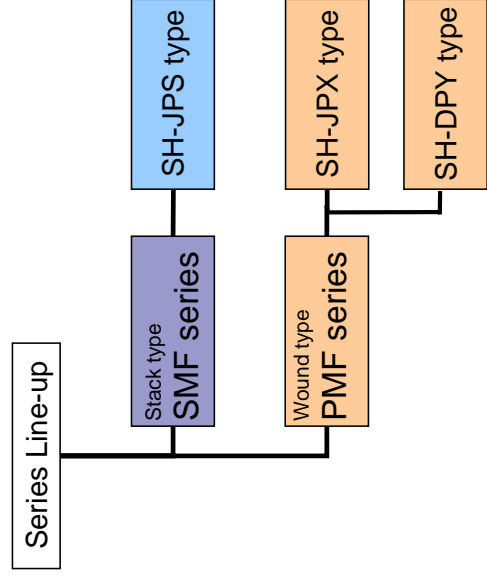 Series Line-up
Stack type
SMF series
SH-JPS type
Wound type
PMF series
SH-JPX type
SH-DPY type